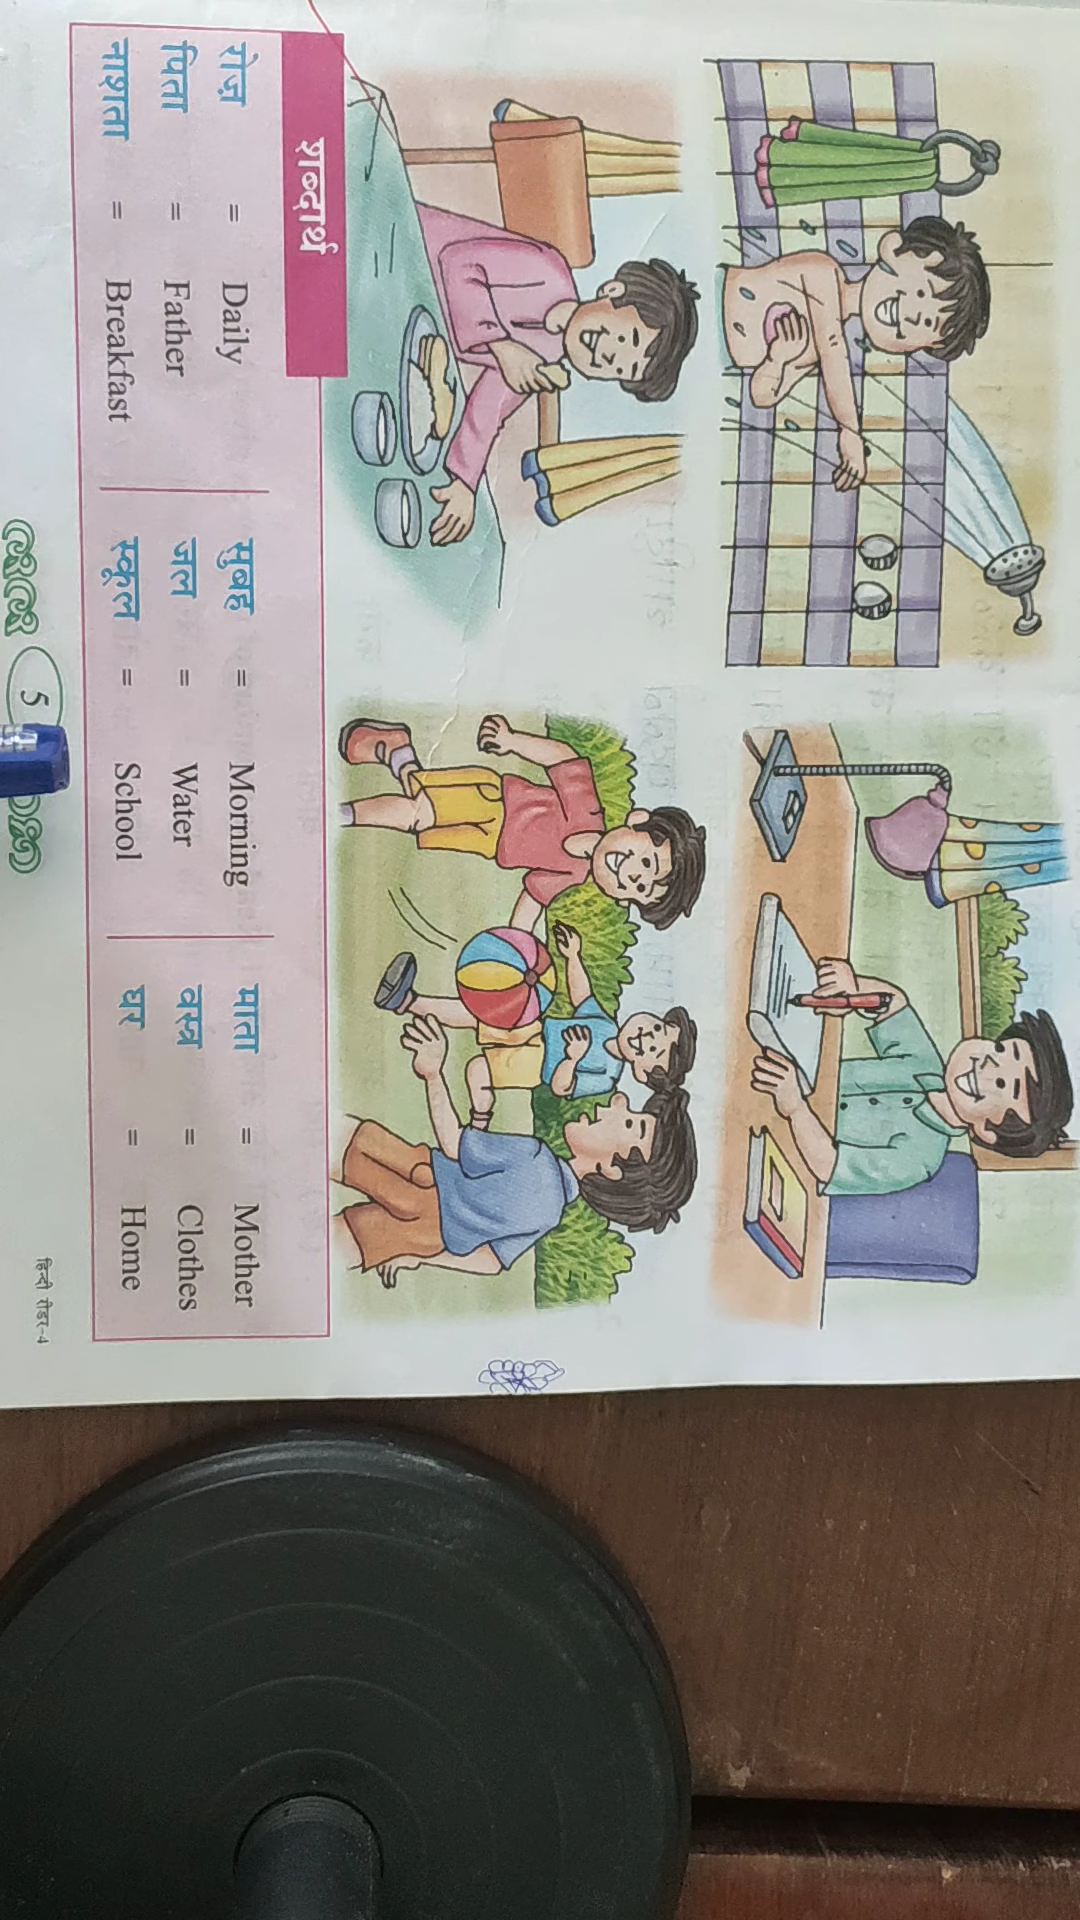 शब्दार्थ
रोज़ = Daily सुबह = Morning माता = Mother
पिता = Father जल = Water वस्त्र = Clothes
नाश्ता = Breakfast स्कूल = School घर = Home
5
हिन्दी रीडर-4